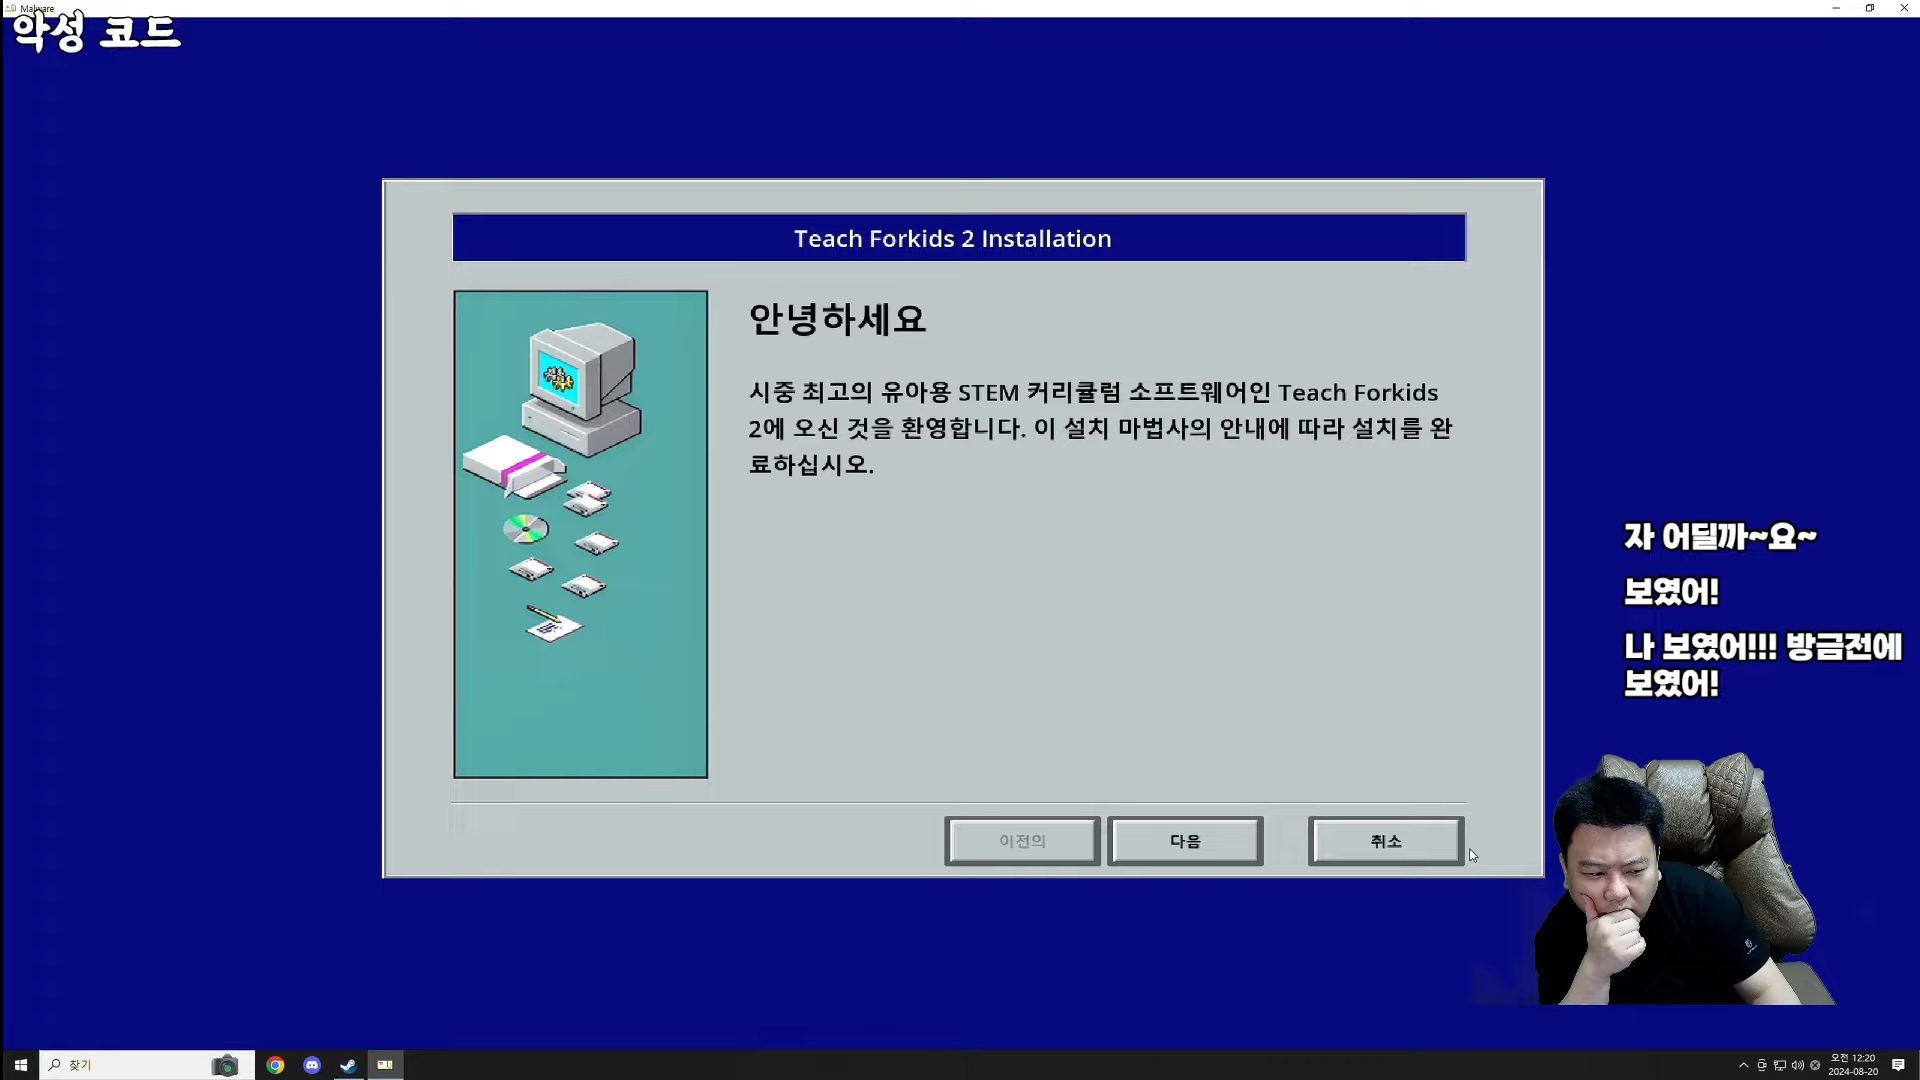 Malware
악성 코드
Teach Forkids 2 Installation
안녕하세요
시중 최고의 유아용 STEM 커리큘럼 소프트웨어인 Teach Forkids
2에 오신 것을 환영합니다. 이 설치 마법사의 안내에 따라 설치를 완
료하십시오.
자 어딜까~요~
보였어!
나 보였어!!! 방금전에
보였어!
이전의
다음
취소
찾기
오전 12:20
2024-08-20